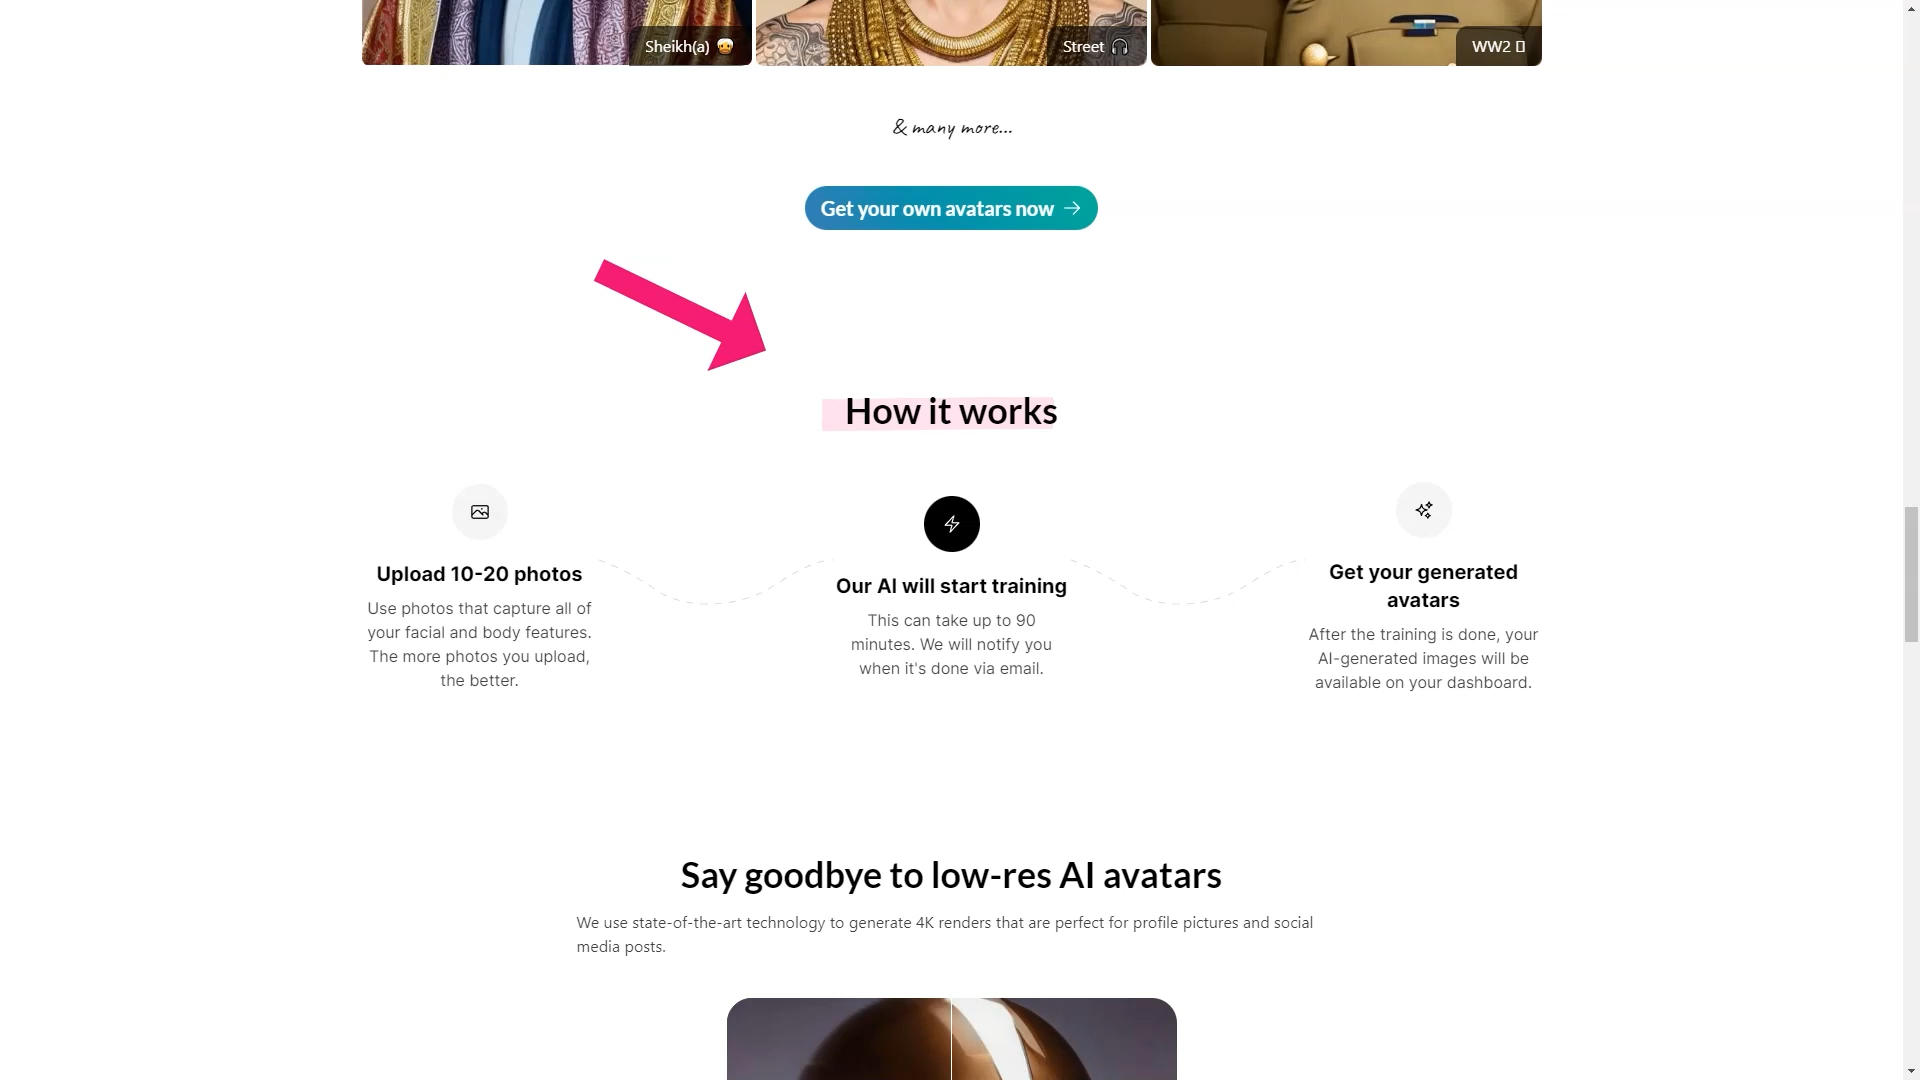 Sheikh(a)
Street
WW2
& many more...
Get your own avatars now
How it works
Upload 10-20 photos
Use photos that capture all of
your facial and body features.
The more photos you upload,
the better.
Our AI will start training
This can take up to 90
minutes. We will notify you
when it's done via email.
Get your generated
avatars
After the training is done, your
AI-generated images will be
available on your dashboard.
Say goodbye to low-res AI avatars
We use state-of-the-art technology to generate 4K renders that are perfect for profile pictures and social
media posts.